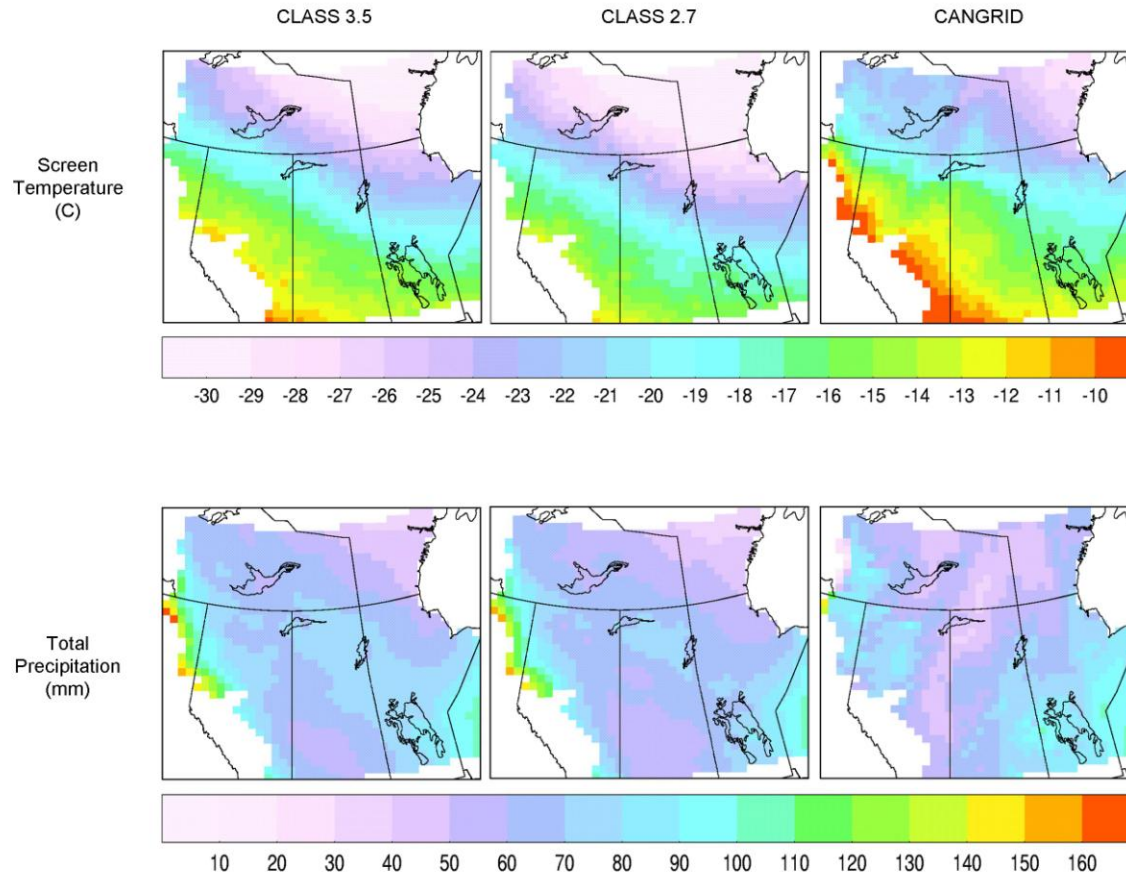 CLASS 3.5 CLASS 2.7 CANGRID
Screen
Temperature
(C)
-30 -29 -28 -27 -26 -25 -24 -23 -22 -21 -20 -19 -18 -17 -16 -15 -14 -13 -12 -11 -10
Total
Precipitation
(mm)
10 20 30 40 50 60 70 80 90 100 110 120 130 140 150 160